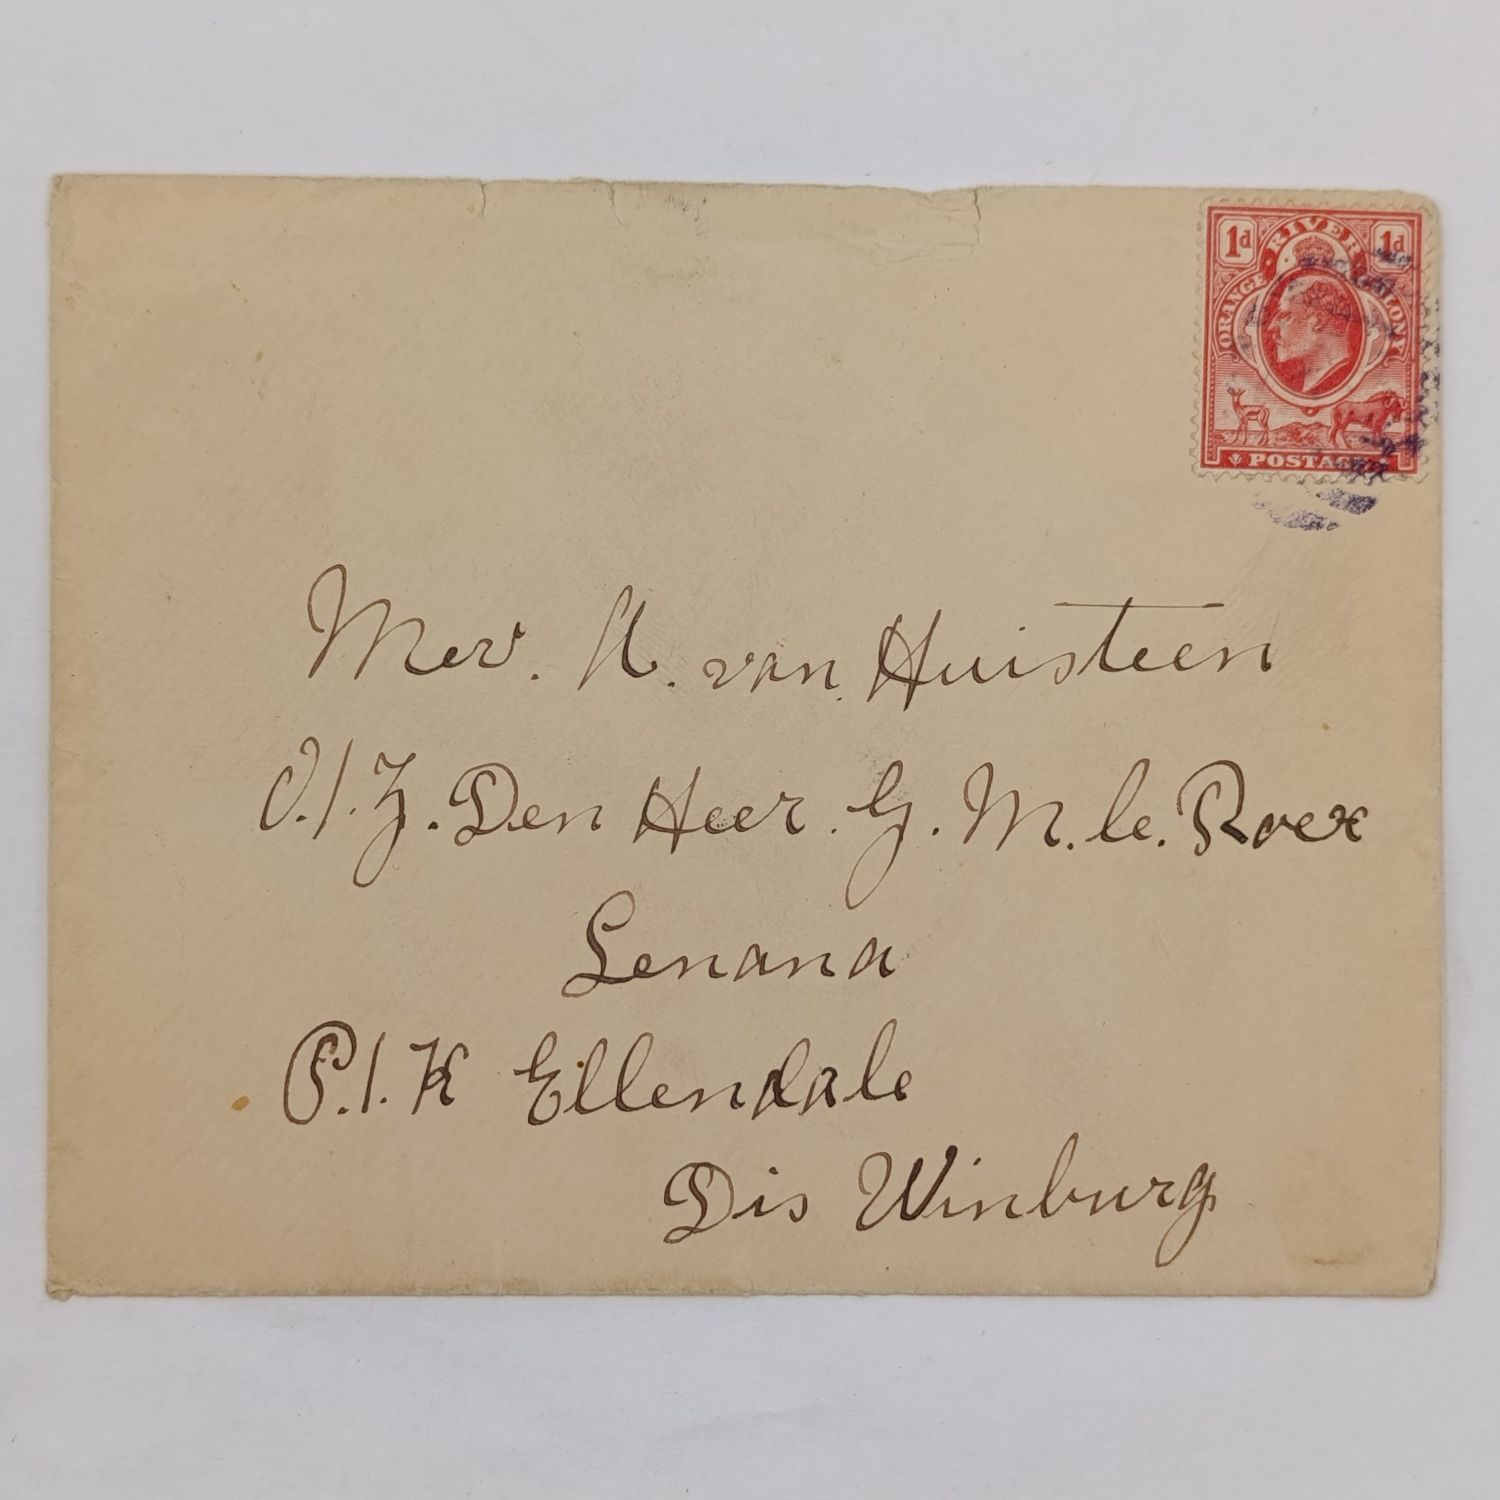 1d ORANGE RIVER COLONY 1d
POSTAGE
Mev. A. van Huisteen
O./Z. Den Heer G. M. le. Roex
Lenana
P./.K Ellendale
Dis Winburg